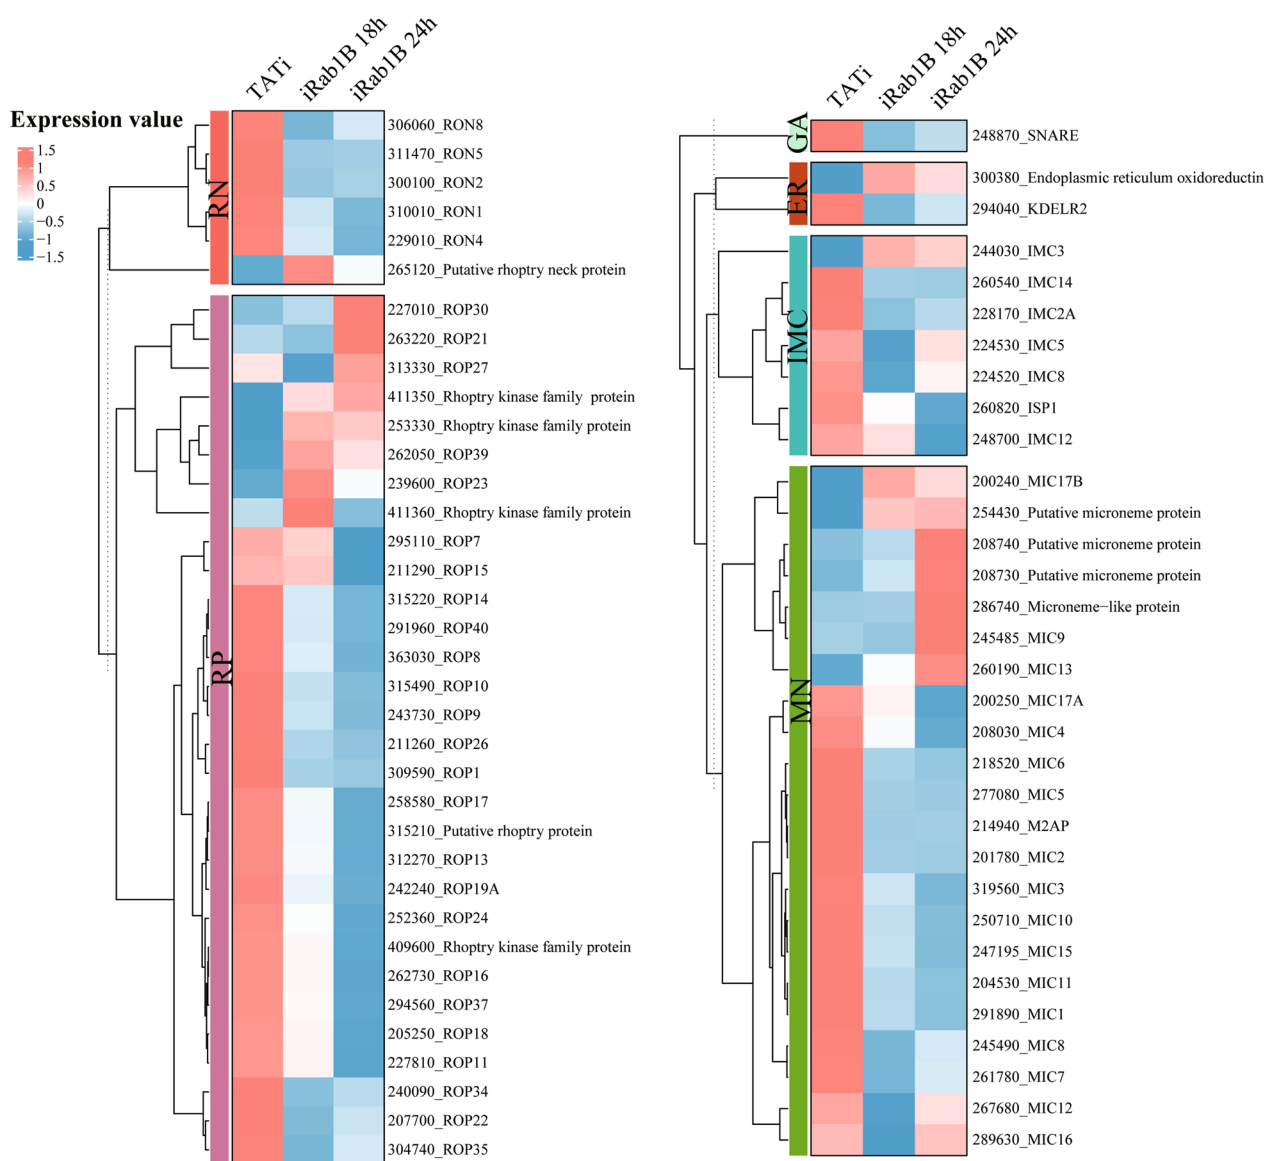 TATi
iRab1B 18h
iRab1B 24h
Expression value
1.5
1
0.5
0
−0.5
−1
−1.5
RN
306060_RON8
311470_RON5
300100_RON2
310010_RON1
229010_RON4
265120_Putative rhoptry neck protein
RP
227010_ROP30
263220_ROP21
313330_ROP27
411350_Rhoptry kinase family  protein
253330_Rhoptry kinase family protein
262050_ROP39
239600_ROP23
411360_Rhoptry kinase family protein
295110_ROP7
211290_ROP15
315220_ROP14
291960_ROP40
363030_ROP8
315490_ROP10
243730_ROP9
211260_ROP26
309590_ROP1
258580_ROP17
315210_Putative rhoptry protein
312270_ROP13
242240_ROP19A
252360_ROP24
409600_Rhoptry kinase family protein
262730_ROP16
294560_ROP37
205250_ROP18
227810_ROP11
240090_ROP34
207700_ROP22
304740_ROP35
TATi
iRab1B 18h
iRab1B 24h
GA
248870_SNARE
ER
300380_Endoplasmic reticulum oxidoreductin
294040_KDELR2
IMC
244030_IMC3
260540_IMC14
228170_IMC2A
224530_IMC5
224520_IMC8
260820_ISP1
248700_IMC12
MN
200240_MIC17B
254430_Putative microneme protein
208740_Putative microneme protein
208730_Putative microneme protein
286740_Microneme−like protein
245485_MIC9
260190_MIC13
200250_MIC17A
208030_MIC4
218520_MIC6
277080_MIC5
214940_M2AP
201780_MIC2
319560_MIC3
250710_MIC10
247195_MIC15
204530_MIC11
291890_MIC1
245490_MIC8
261780_MIC7
267680_MIC12
289630_MIC16